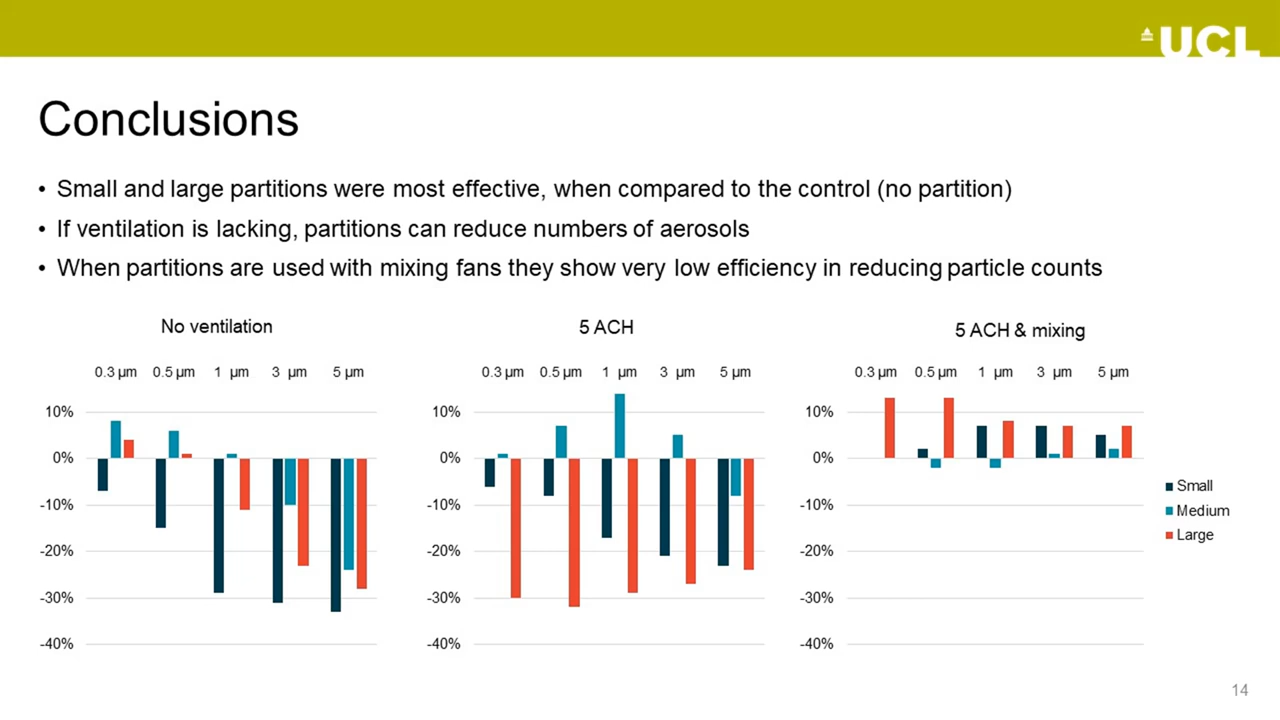 UCL
Conclusions
• Small and large partitions were most effective, when compared to the control (no partition)
• If ventilation is lacking, partitions can reduce numbers of aerosols
• When partitions are used with mixing fans they show very low efficiency in reducing particle counts
No ventilation
0.3 µm 0.5 µm 1 µm 3 µm 5 µm
10%
0%
-10%
-20%
-30%
-40%
5 ACH
0.3 µm 0.5 µm 1 µm 3 µm 5 µm
10%
0%
-10%
-20%
-30%
-40%
5 ACH & mixing
0.3 µm 0.5 µm 1 µm 3 µm 5 µm
10%
0%
-10%
-20%
-30%
-40%
Small
Medium
Large
14